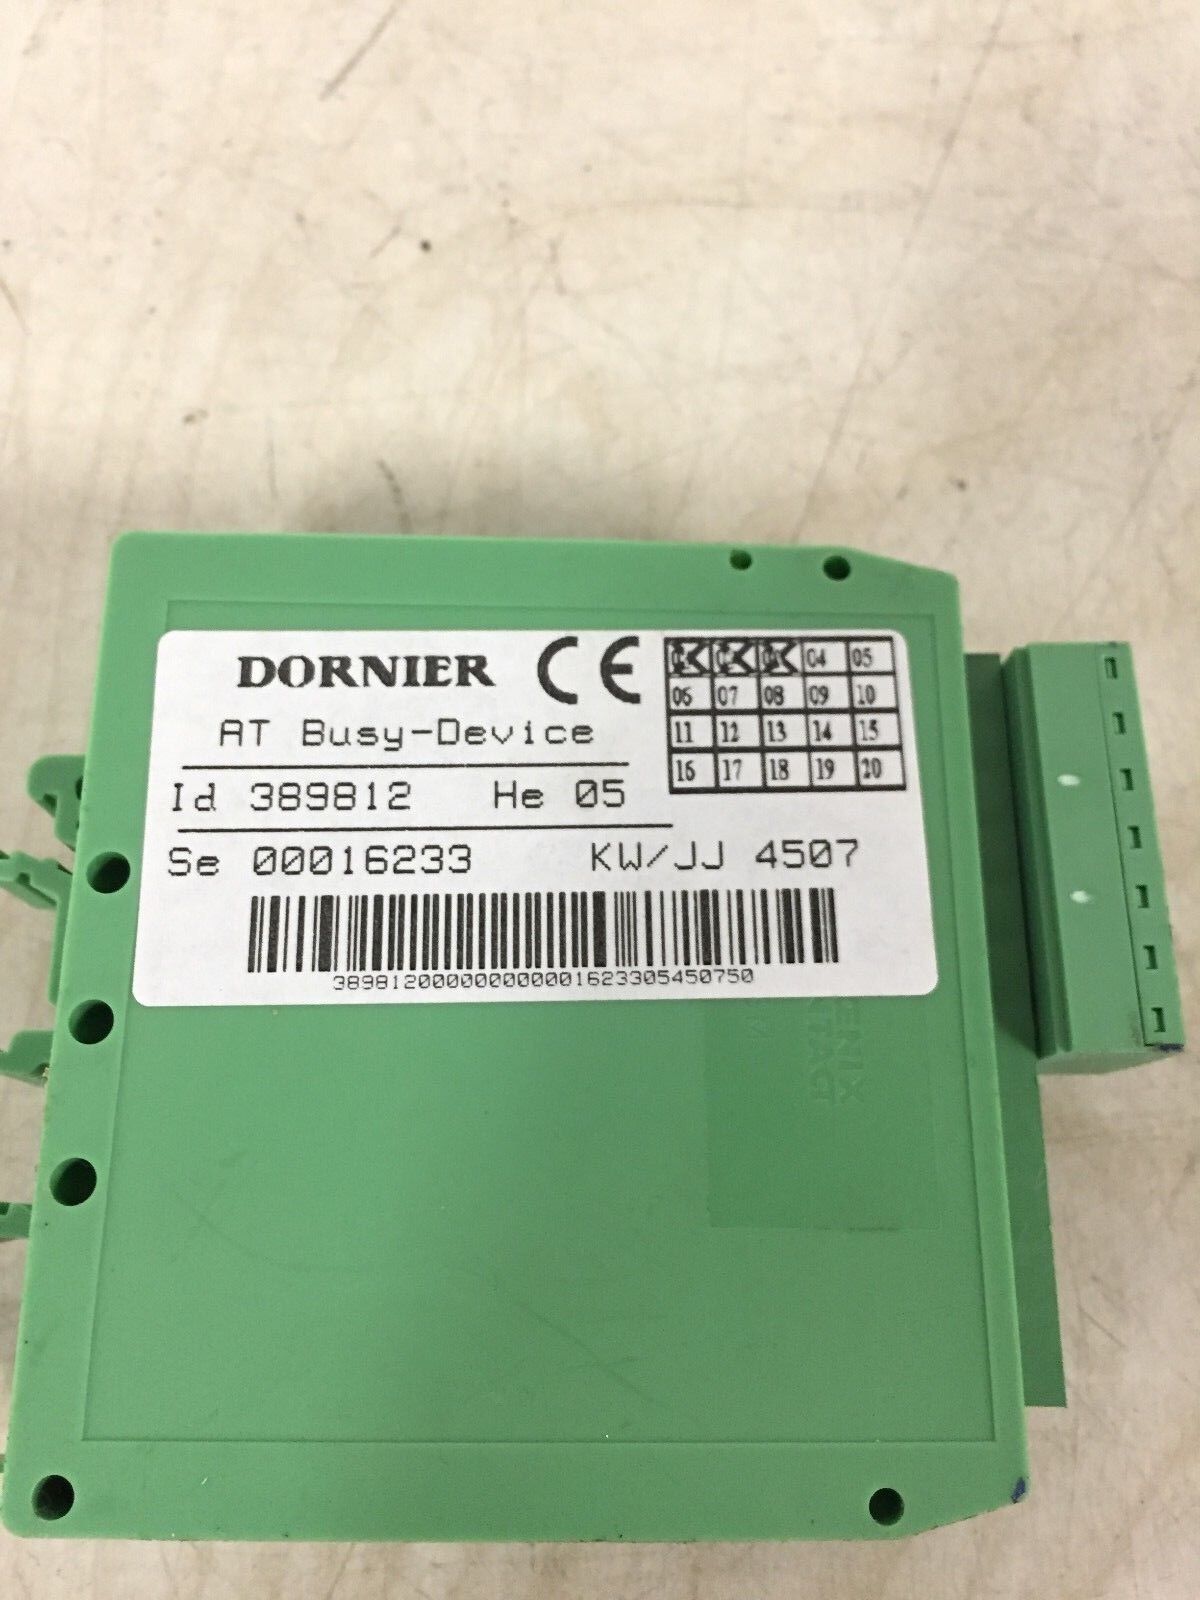 DORNIER CE
AT Busy-Device
Id 389812 He 05
Se 00016233 KW/JJ 4507
04 05
06 07 08 09 10
11 12 13 14 15
16 17 18 19 20
389812000000000001623305450750